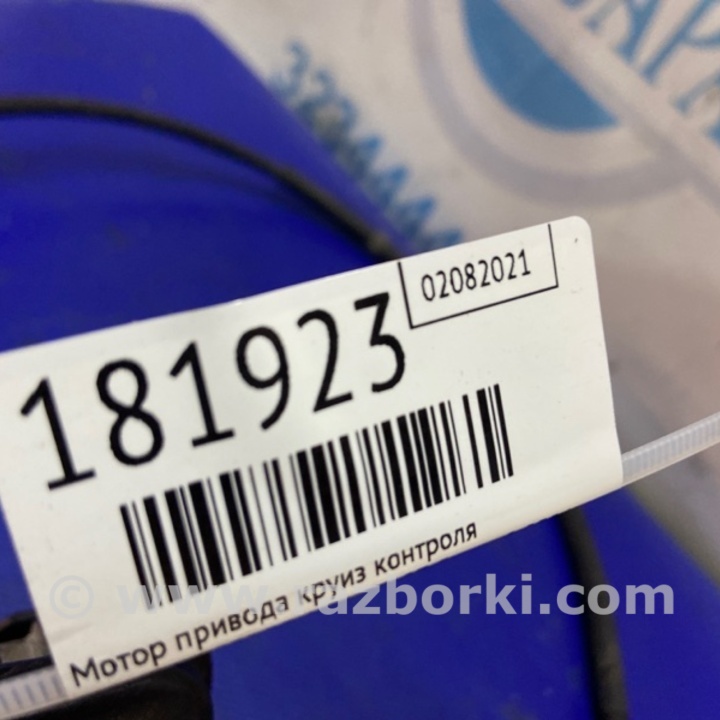 02082021
181923
Мотор привода круиз контроля
© www.razborki.com